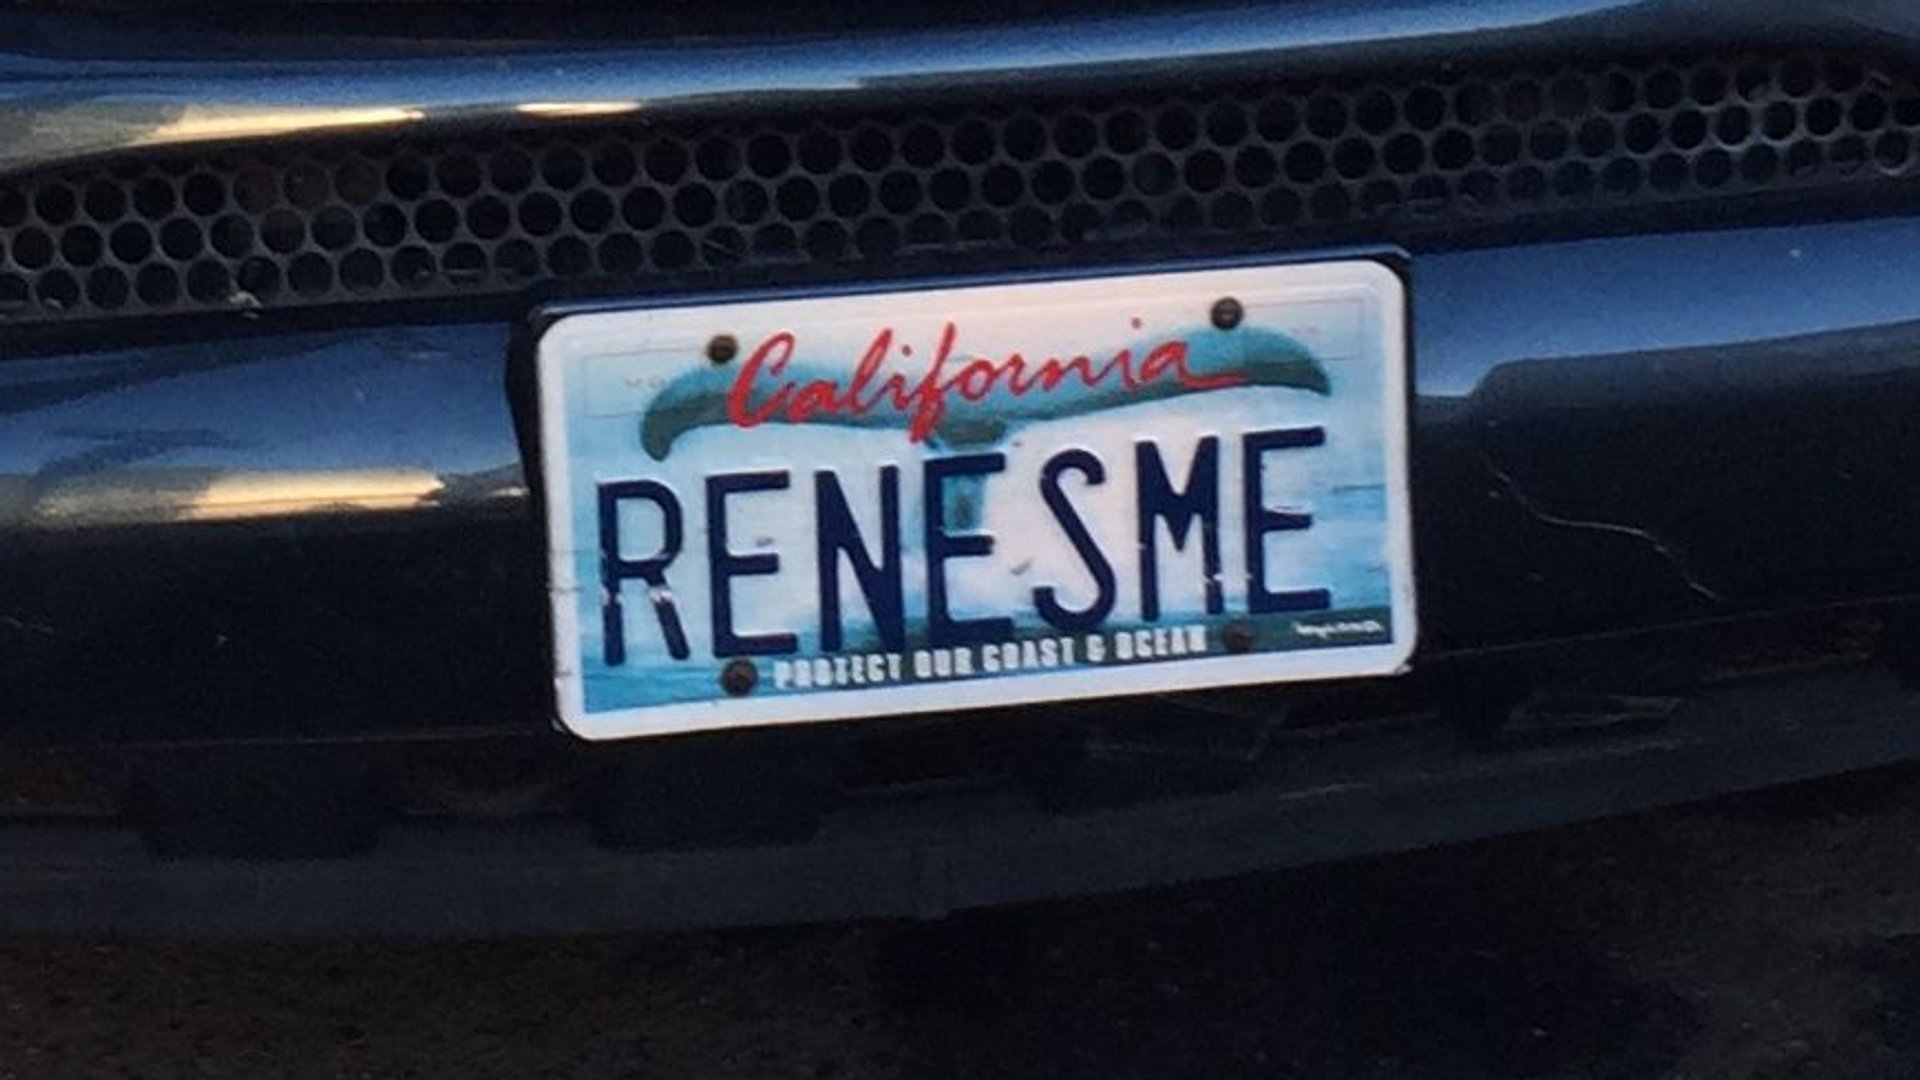 California
RENESME
PROTECT OUR COAST & OCEAN